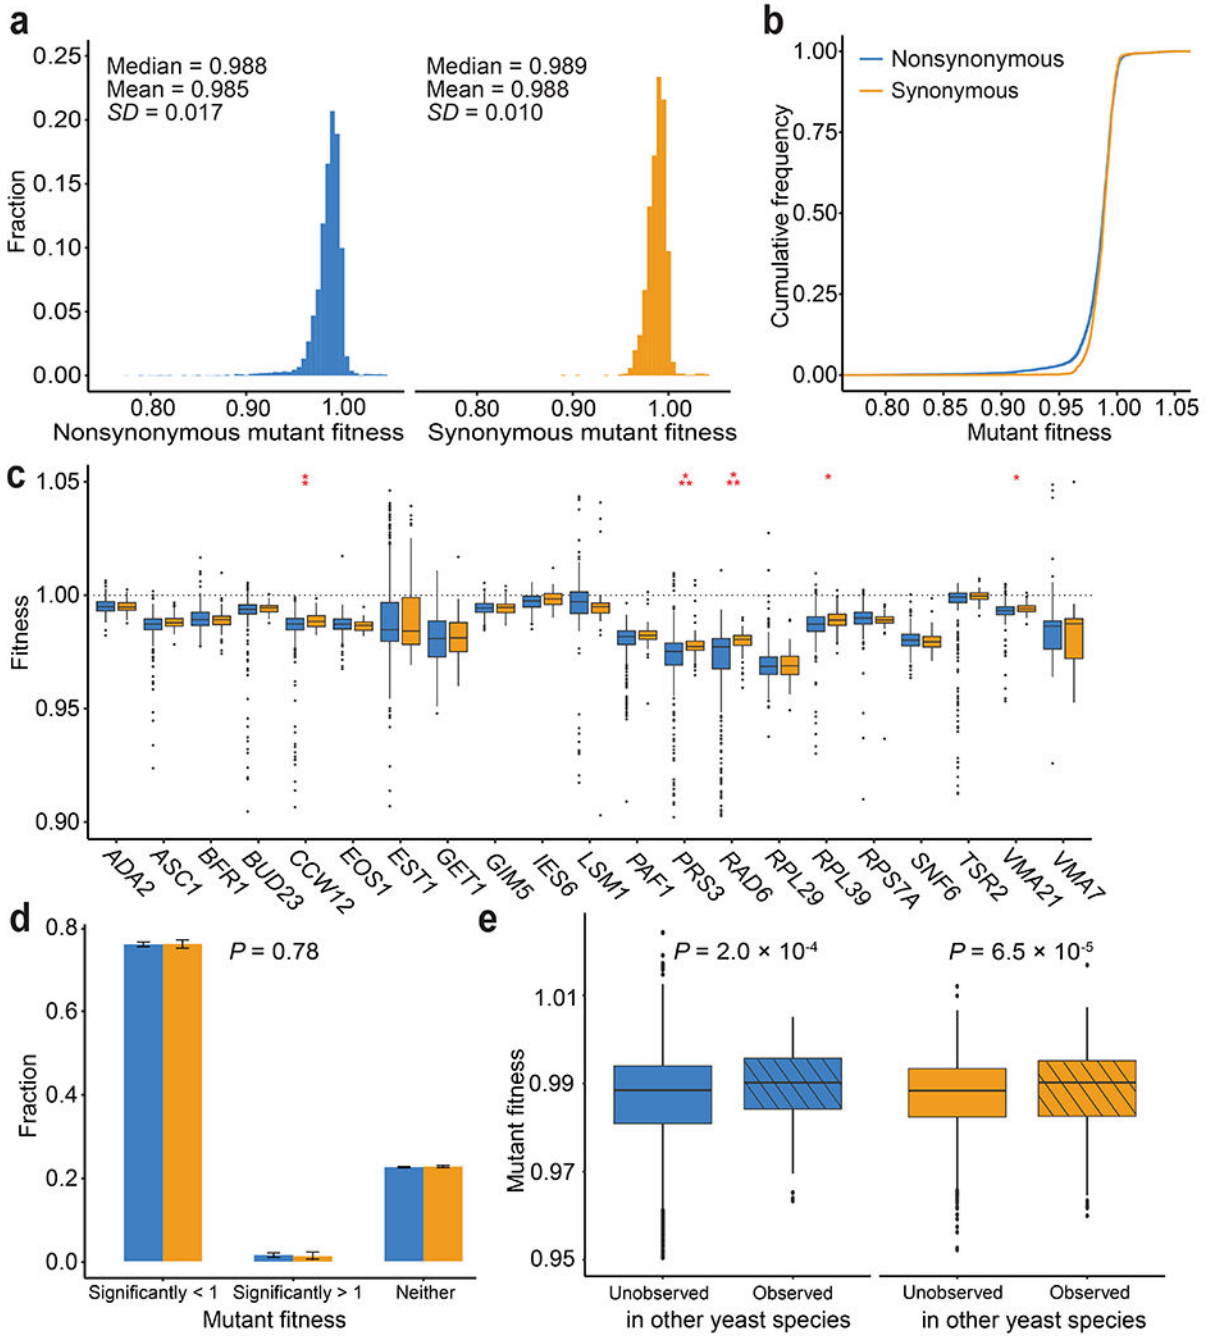 a
Median = 0.988
Mean = 0.985
SD = 0.017
Median = 0.989
Mean = 0.988
SD = 0.010
Fraction
0.25
0.20
0.15
0.10
0.05
0.00
0.80 0.90 1.00
0.80 0.90 1.00
Nonsynonymous mutant fitness
Synonymous mutant fitness
b
Nonsynonymous
Synonymous
Cumulative frequency
1.00
0.75
0.50
0.25
0.00
0.80 0.85 0.90 0.95 1.00 1.05
Mutant fitness
c
Fitness
1.05
1.00
0.95
0.90
*
*
*
**
*
**
*
*
ADA2 ASC1 BFR1 BUD23 CCW12 EOS1 EST1 GET1 GIM5 IES6 LSM1 PAF1 PRS3 RAD6 RPL29 RPL39 RPS7A SNF6 TSR2 VMA21 VMA7
d
P = 0.78
Fraction
0.8
0.6
0.4
0.2
0.0
Significantly < 1 Significantly > 1 Neither
Mutant fitness
e
P = 2.0 × 10-4
P = 6.5 × 10-5
Mutant fitness
1.01
0.99
0.97
0.95
Unobserved Observed
in other yeast species
Unobserved Observed
in other yeast species